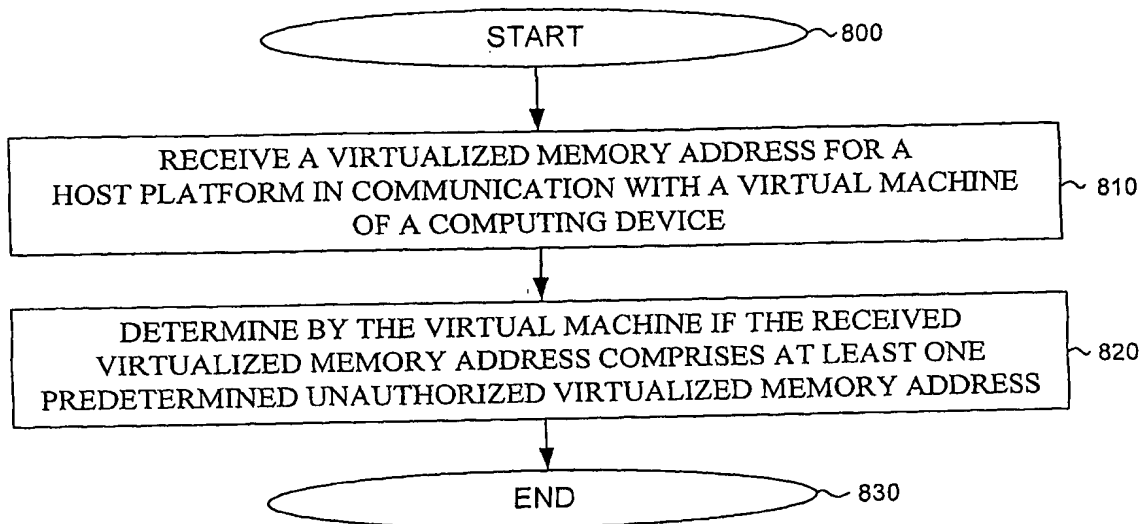 START
800
RECEIVE A VIRTUALIZED MEMORY ADDRESS FOR A
HOST PLATFORM IN COMMUNICATION WITH A VIRTUAL MACHINE
OF A COMPUTING DEVICE
810
DETERMINE BY THE VIRTUAL MACHINE IF THE RECEIVED
VIRTUALIZED MEMORY ADDRESS COMPRISES AT LEAST ONE
PREDETERMINED UNAUTHORIZED VIRTUALIZED MEMORY ADDRESS
820
END
830